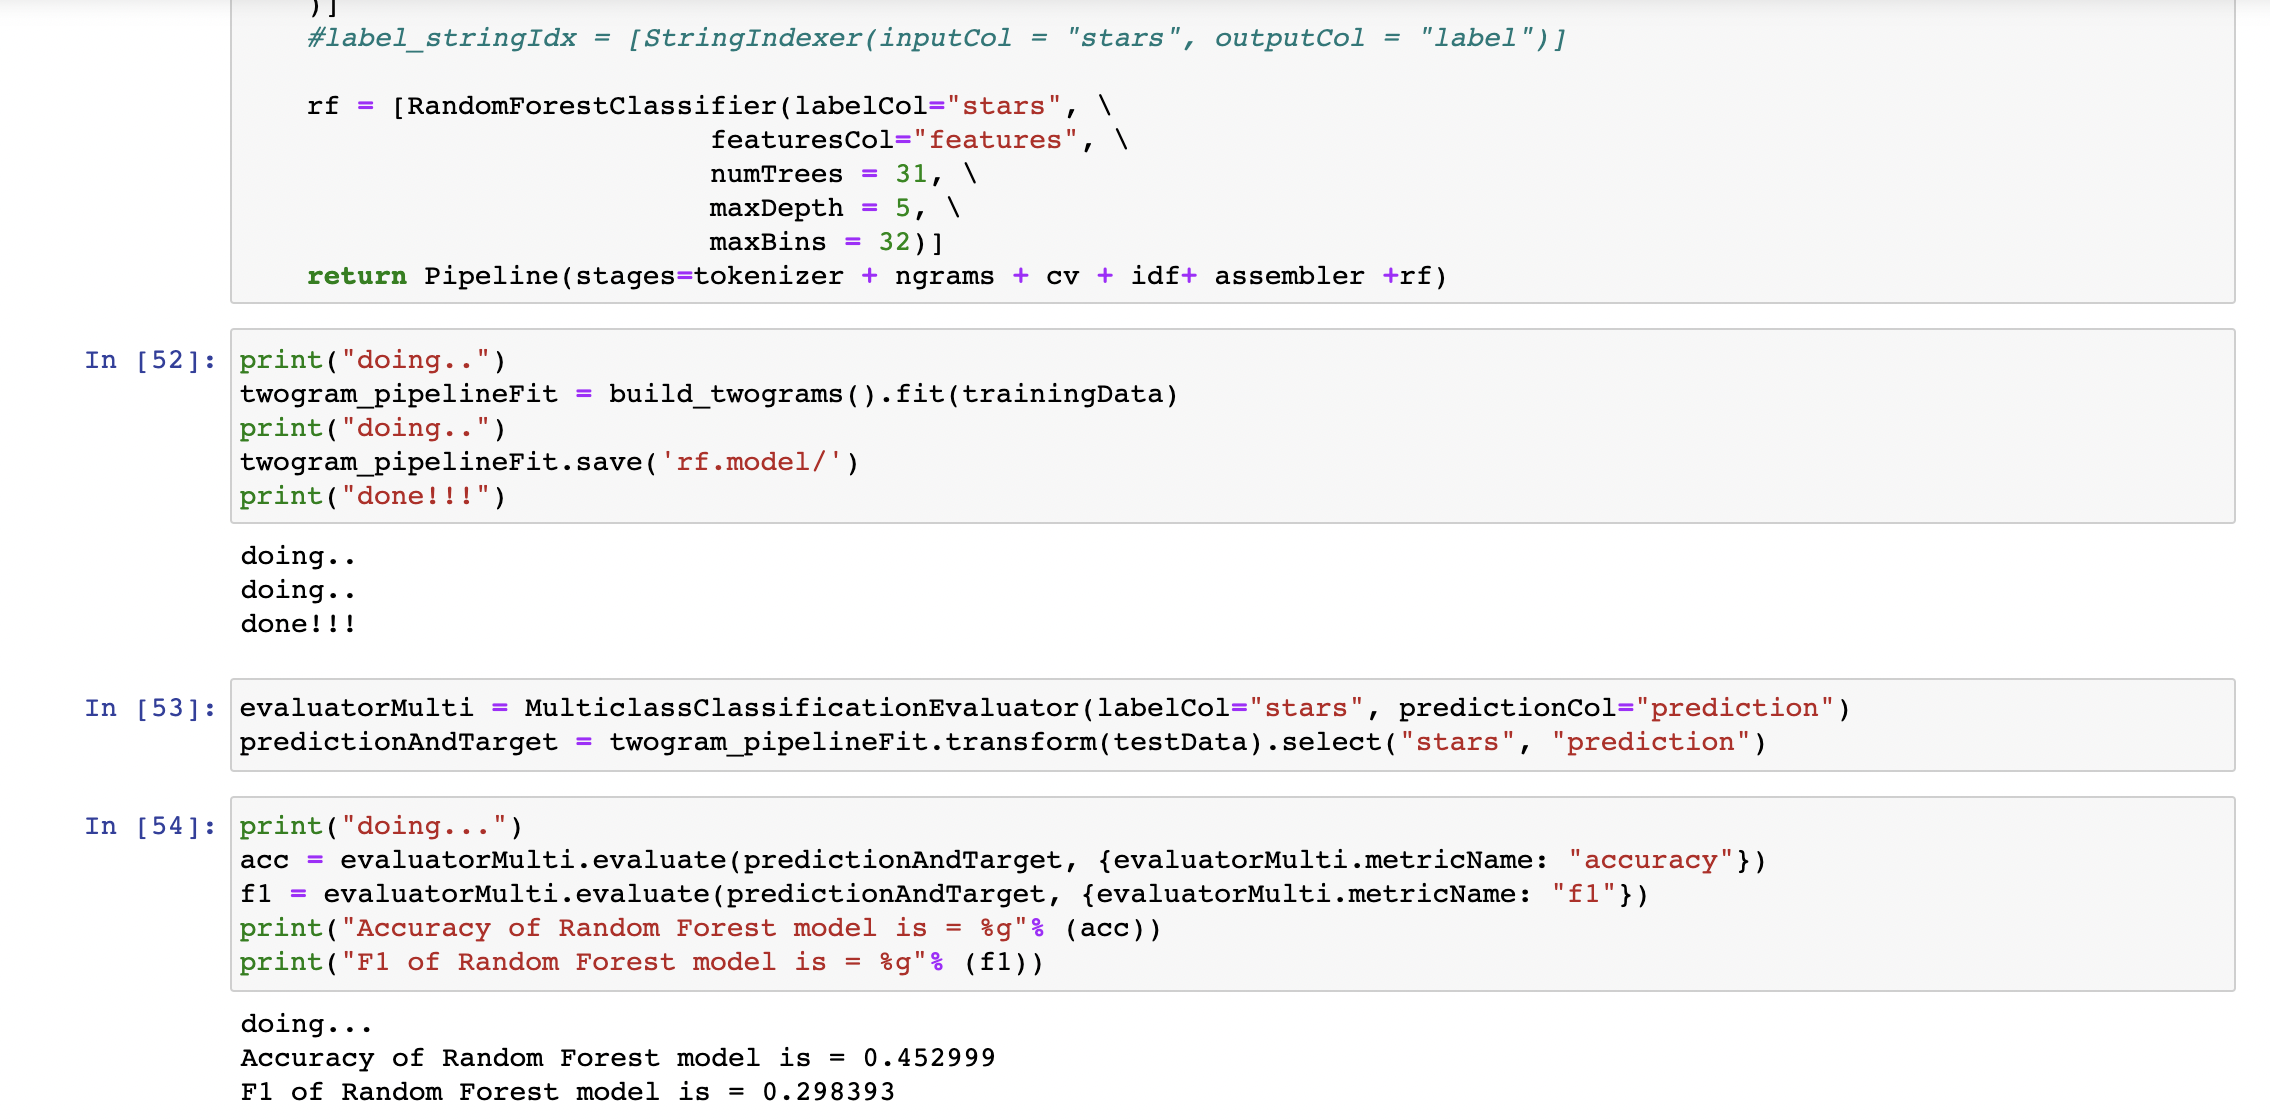 )]
#label_stringIdx = [StringIndexer(inputCol = "stars", outputCol = "label")]
rf = [RandomForestClassifier(labelCol="stars", \
featuresCol="features", \
numTrees = 31, \
maxDepth = 5, \
maxBins = 32)]
return Pipeline(stages=tokenizer + ngrams + cv + idf+ assembler +rf)
In [52]: print("doing..")
twogram_pipelineFit = build_twograms().fit(trainingData)
print("doing..")
twogram_pipelineFit.save('rf.model/')
print("done!!!")
doing..
doing..
done!!!
In [53]: evaluatorMulti = MulticlassClassificationEvaluator(labelCol="stars", predictionCol="prediction")
predictionAndTarget = twogram_pipelineFit.transform(testData).select("stars", "prediction")
In [54]: print("doing...")
acc = evaluatorMulti.evaluate(predictionAndTarget, {evaluatorMulti.metricName: "accuracy"})
f1 = evaluatorMulti.evaluate(predictionAndTarget, {evaluatorMulti.metricName: "f1"})
print("Accuracy of Random Forest model is = %g"% (acc))
print("F1 of Random Forest model is = %g"% (f1))
doing...
Accuracy of Random Forest model is = 0.452999
F1 of Random Forest model is = 0.298393